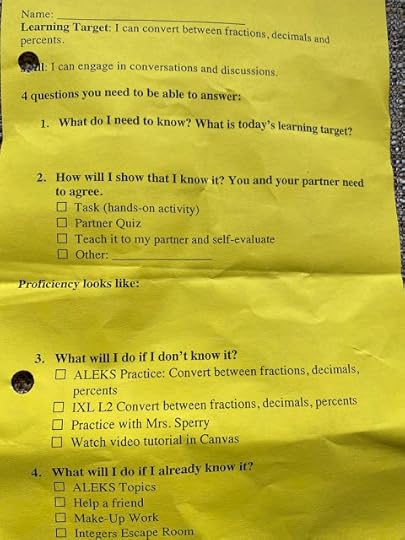 Name: ____________________
Learning Target: I can convert between fractions, decimals and
percents.
: I can engage in conversations and discussions.
4 questions you need to be able to answer:
1. What do I need to know? What is today's learning target?
2. How will I show that I know it? You and your partner need
to agree.
☐ Task (hands-on activity)
☐ Partner Quiz
☐ Teach it to my partner and self-evaluate
☐ Other: ____________________
Proficiency looks like:
3. What will I do if I don't know it?
☐ ALEKS Practice: Convert between fractions, decimals,
percents
☐ IXL L2 Convert between fractions, decimals, percents
☐ Practice with Mrs. Sperry
☐ Watch video tutorial in Canvas
4. What will I do if I already know it?
☐ ALEKS Topics
☐ Help a friend
☐ Make-Up Work
☐ Integers Escape Room